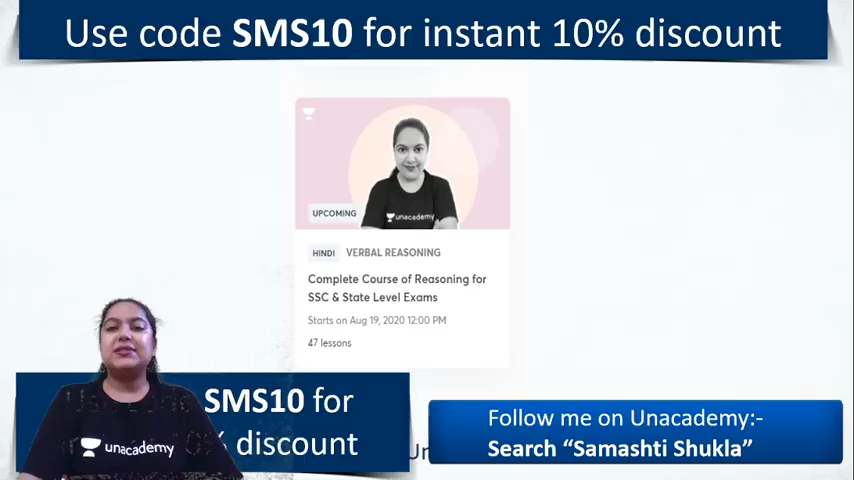 Use code SMS10 for instant 10% discount
unacademy
UPCOMING
HINDI VERBAL REASONING
Complete Course of Reasoning for
SSC & State Level Exams
Starts on Aug 19, 2020 12:00 PM
47 lessons
SMS10 for
% discount
unacademy
Follow me on Unacademy:-
Search “Samashti Shukla”